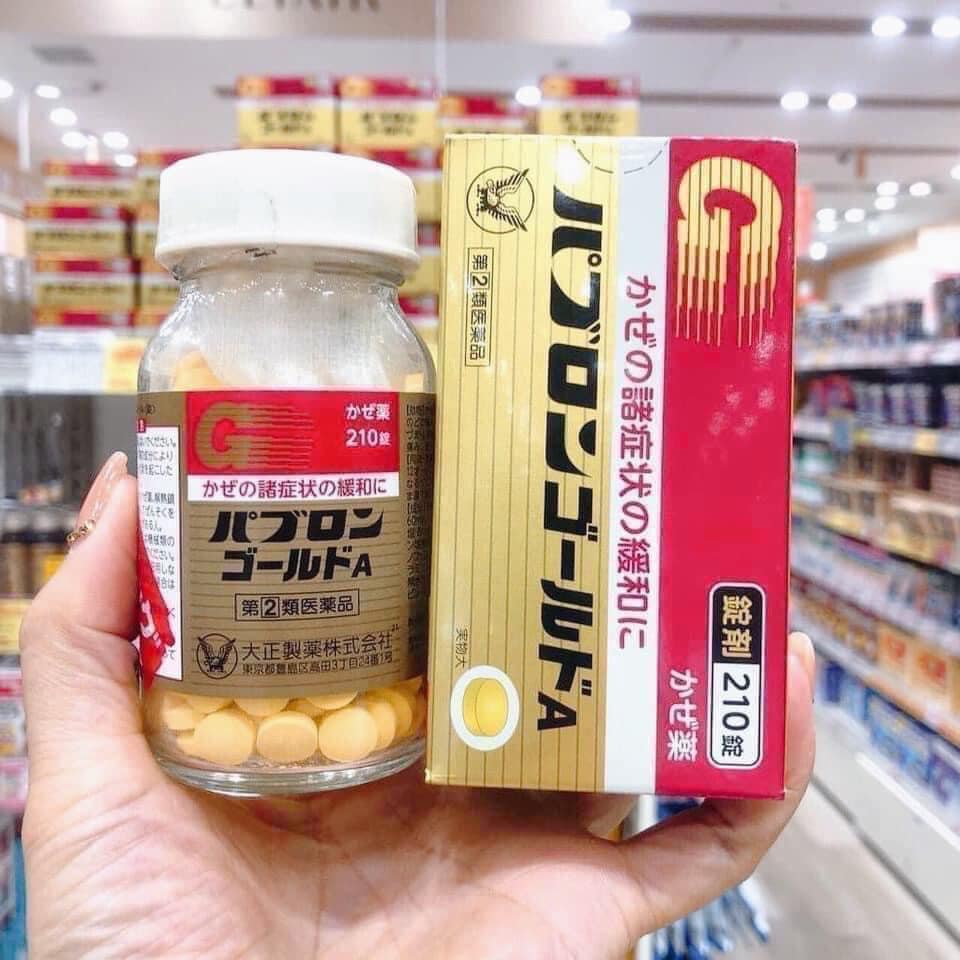 かぜ薬
210錠
かぜの諸症状の緩和に
パブロン
ゴールドA
第②類医薬品
大正製薬株式会社
東京都豊島区高田3丁目24番1号
G
かぜの諸症状の緩和に
錠剤 210錠
かぜ薬
パブロンゴールドA
第②類医薬品
実物大